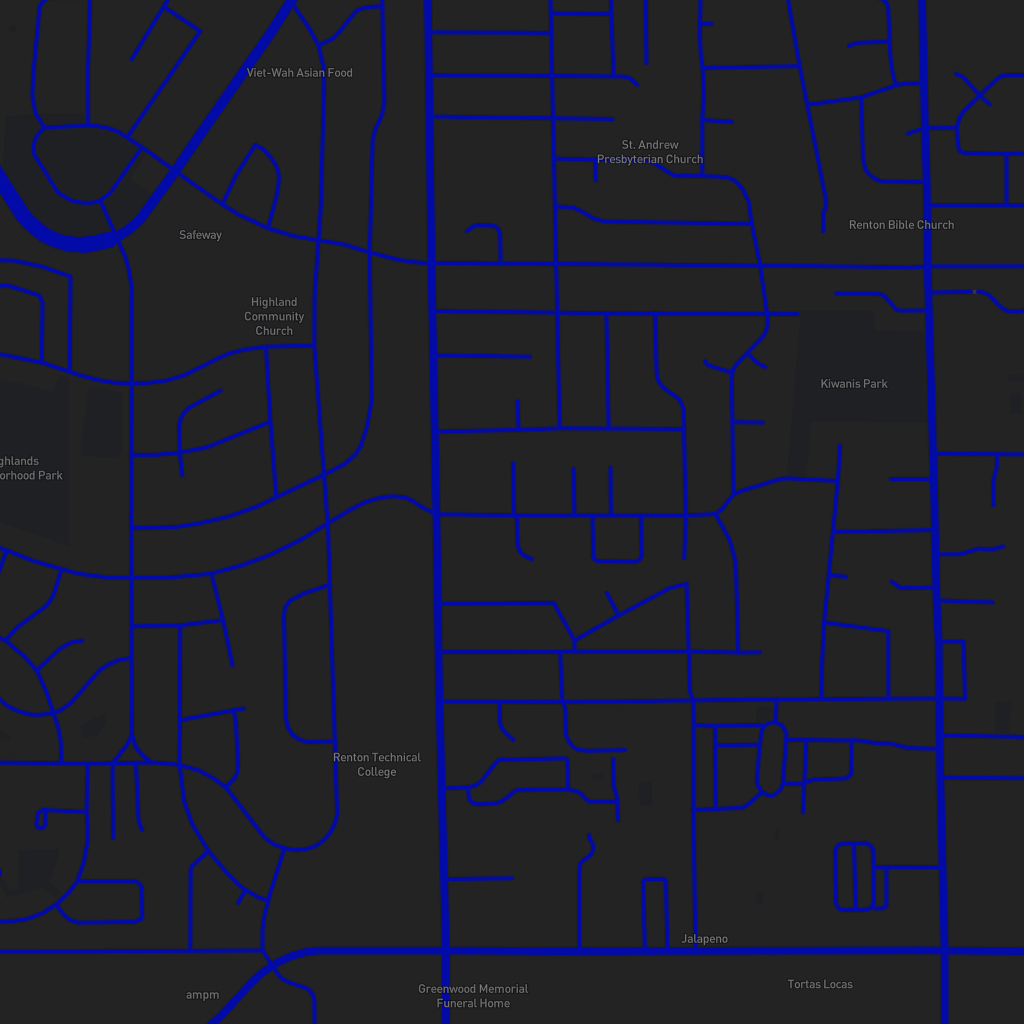 Viet-Wah Asian Food
St. Andrew
Presbyterian Church
Renton Bible Church
Safeway
Highland
Community
Church
Kiwanis Park
ghlands
orhood Park
Renton Technical
College
Jalapeno
Tortas Locas
Greenwood Memorial
Funeral Home
ampm